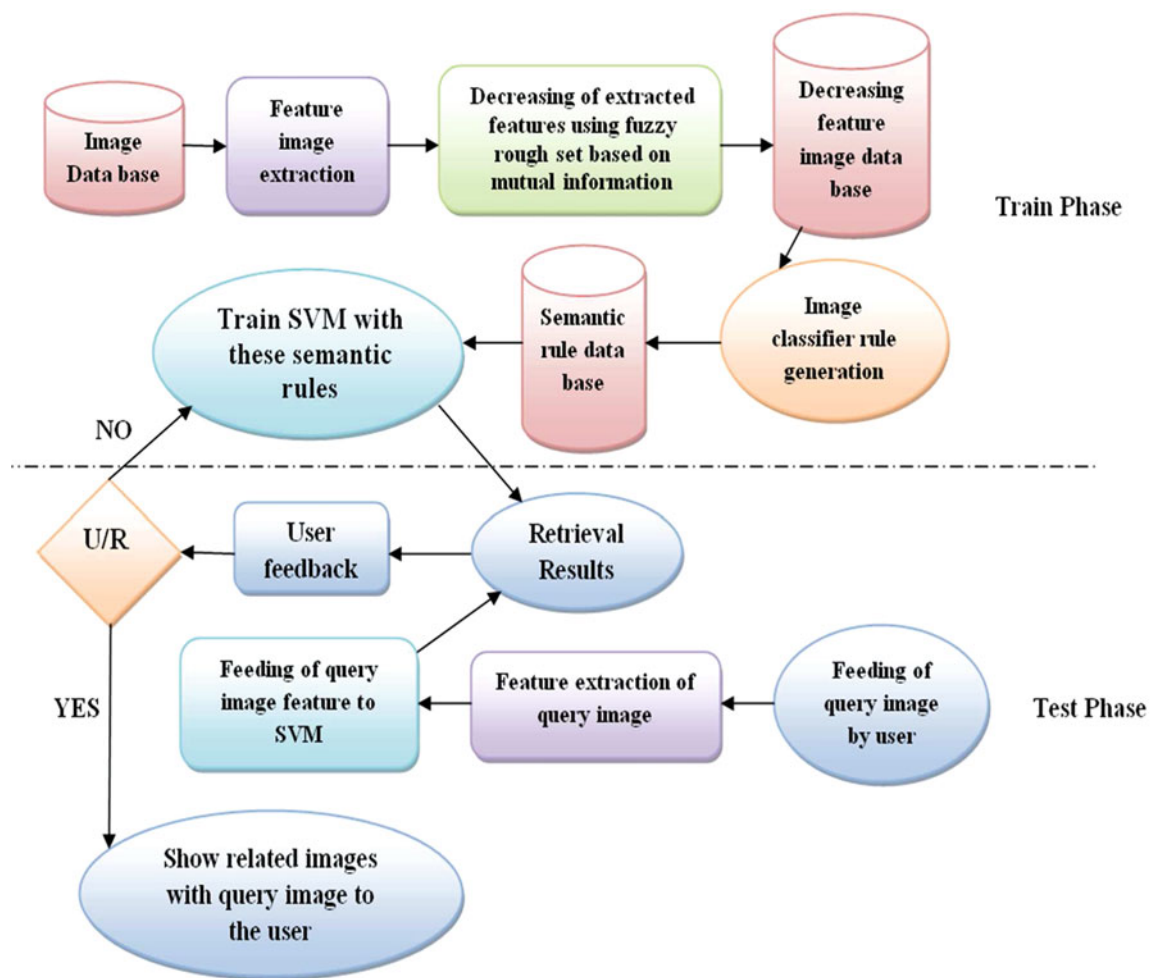 Image
Data base
Feature
image
extraction
Decreasing of extracted
features using fuzzy
rough set based on
mutual information
Decreasing
feature
image data
base
Train Phase
Image
classifier rule
generation
Semantic
rule data
base
Train SVM with
these semantic
rules
NO
U/R
User
feedback
Retrieval
Results
YES
Feeding of query
image feature to
SVM
Feature extraction of
query image
Feeding of
query image
by user
Test Phase
Show related images
with query image to
the user